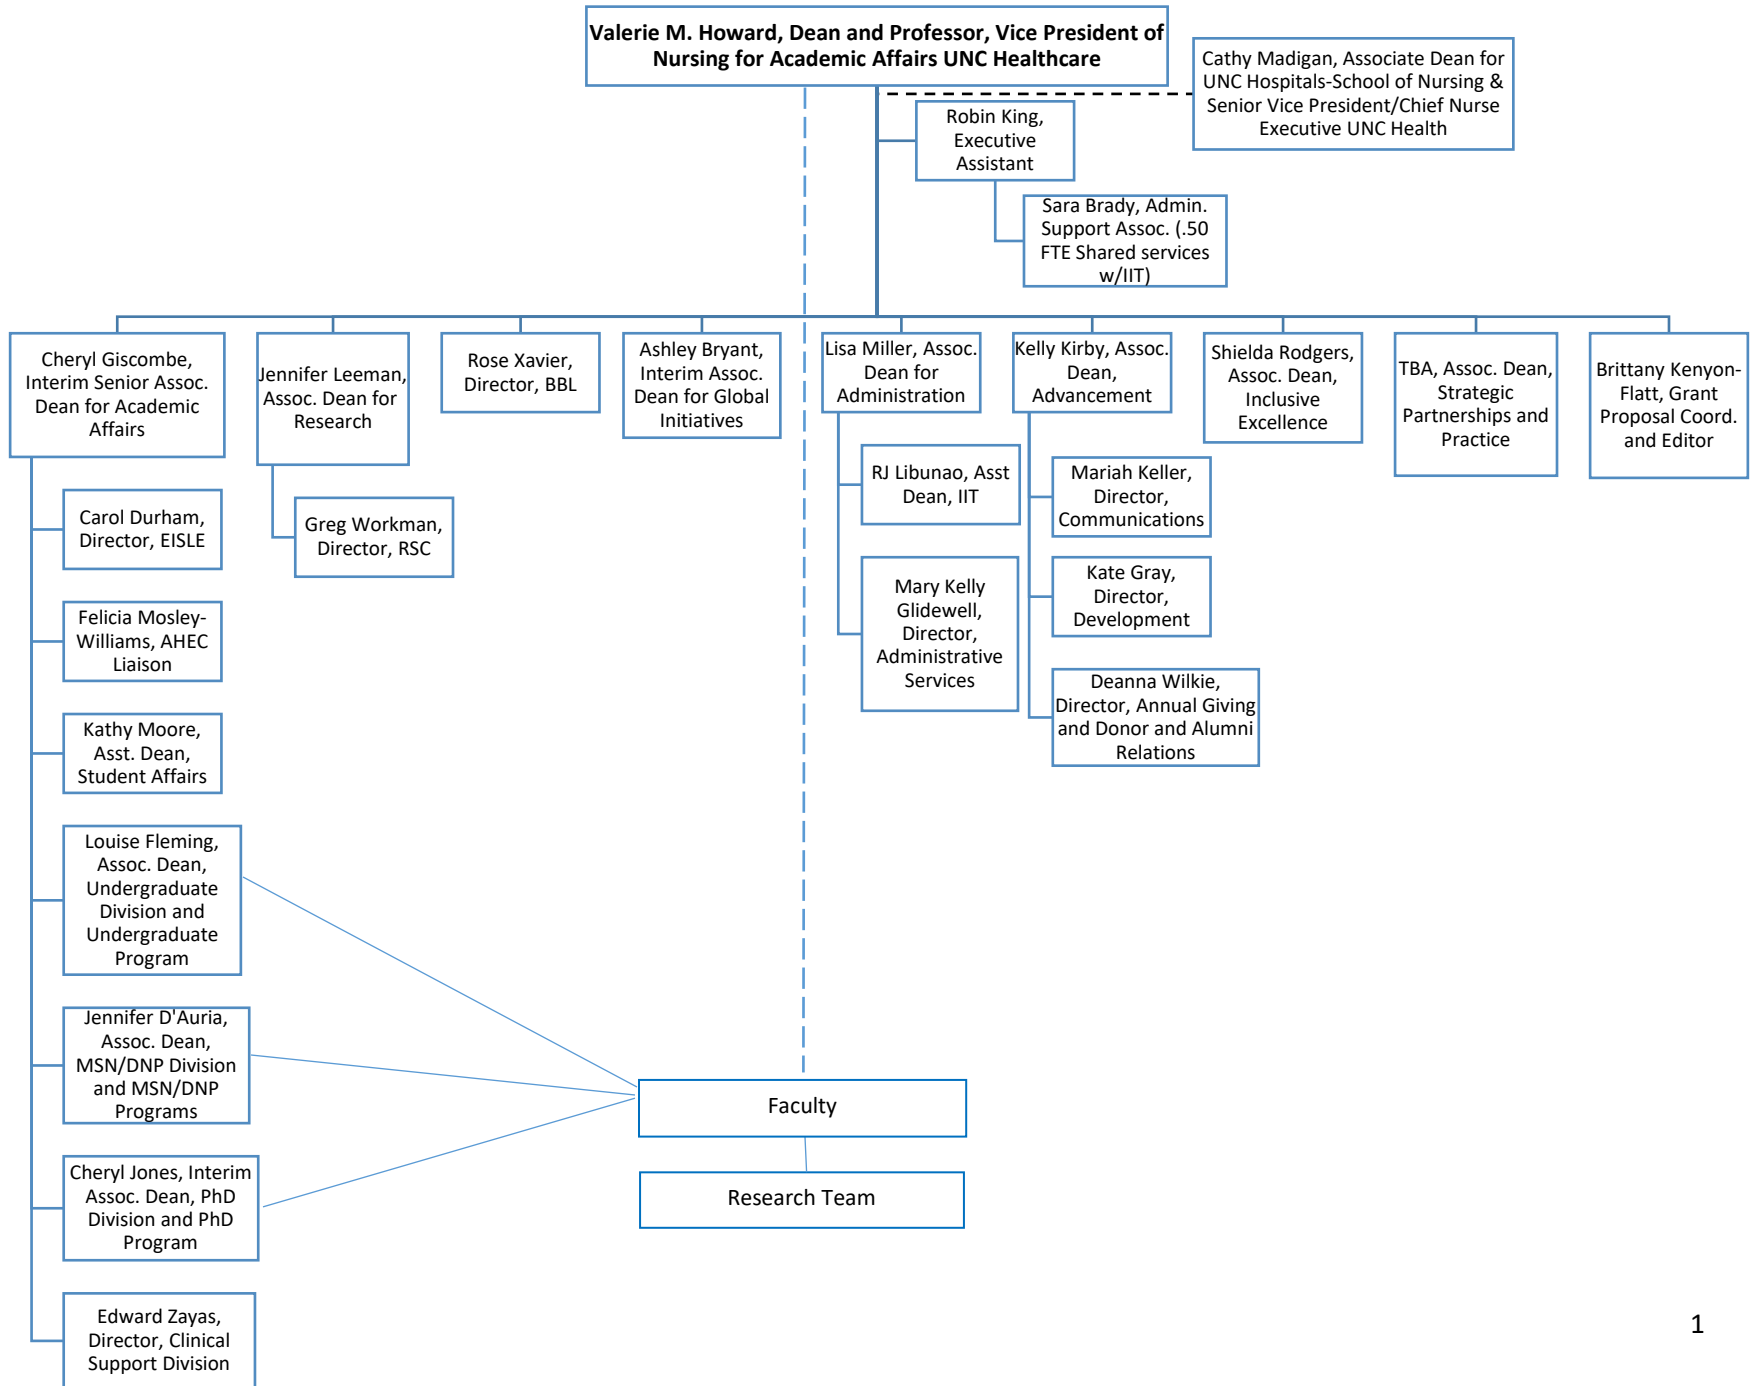 Valerie M. Howard, Dean and Professor, Vice President of
Nursing for Academic Affairs UNC Healthcare
Cathy Madigan, Associate Dean for
UNC Hospitals-School of Nursing &
Senior Vice President/Chief Nurse
Executive UNC Health
Robin King,
Executive
Assistant
Sara Brady, Admin.
Support Assoc. (.50
FTE Shared services
w/IIT)
Cheryl Giscombe,
Interim Senior Assoc.
Dean for Academic
Affairs
Jennifer Leeman,
Assoc. Dean for
Research
Rose Xavier,
Director, BBL
Ashley Bryant,
Interim Assoc.
Dean for Global
Initiatives
Lisa Miller, Assoc.
Dean for
Administration
Kelly Kirby, Assoc.
Dean,
Advancement
Shielda Rodgers,
Assoc. Dean,
Inclusive
Excellence
TBA, Assoc. Dean,
Strategic
Partnerships and
Practice
Brittany Kenyon-
Flatt, Grant
Proposal Coord.
and Editor
Carol Durham,
Director, EISLE
Felicia Mosley-
Williams, AHEC
Liaison
Kathy Moore,
Asst. Dean,
Student Affairs
Louise Fleming,
Assoc. Dean,
Undergraduate
Division and
Undergraduate
Program
Jennifer D'Auria,
Assoc. Dean,
MSN/DNP Division
and MSN/DNP
Programs
Cheryl Jones, Interim
Assoc. Dean, PhD
Division and PhD
Program
Edward Zayas,
Director, Clinical
Support Division
Greg Workman,
Director, RSC
RJ Libunao, Asst
Dean, IIT
Mary Kelly
Glidewell,
Director,
Administrative
Services
Mariah Keller,
Director,
Communications
Kate Gray,
Director,
Development
Deanna Wilkie,
Director, Annual Giving
and Donor and Alumni
Relations
Faculty
Research Team
1